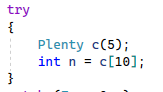 try
{
Plenty c(5);
int n = c[10];
}